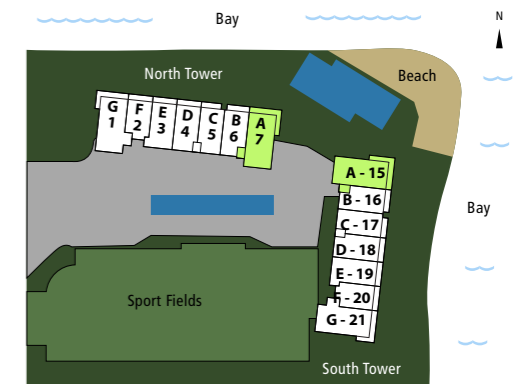 Bay
N
North Tower
Beach
G
1
F
2
E
3
D
4
C
5
B
6
A
7
A - 15
B - 16
C - 17
D - 18
E - 19
F - 20
G - 21
Bay
Sport Fields
South Tower